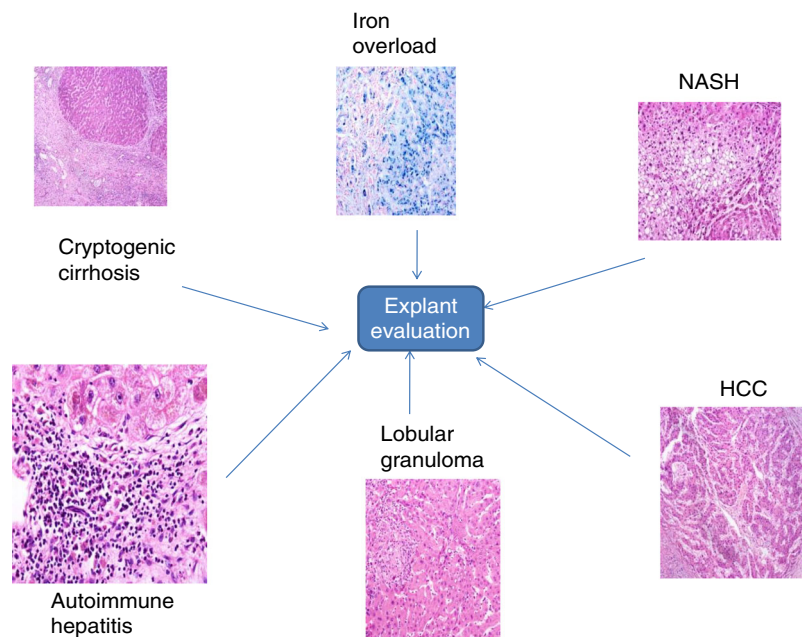 Iron
overload
NASH
Cryptogenic
cirrhosis
Explant
evaluation
HCC
Lobular
granuloma
Autoimmune
hepatitis